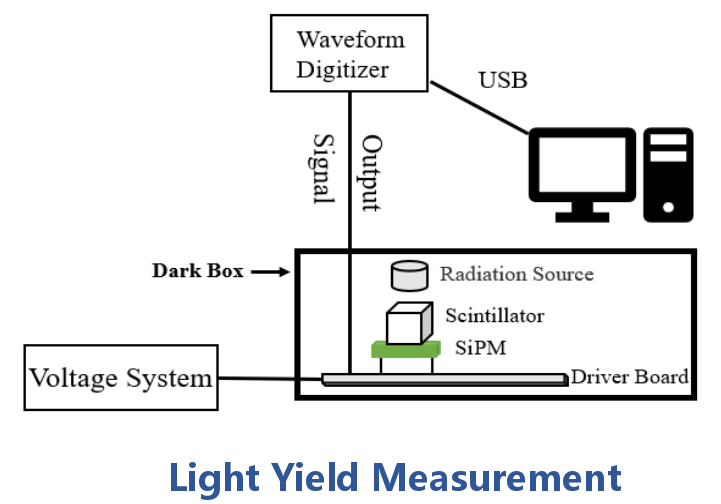 Waveform
Digitizer
USB
Signal
Output
Dark Box
Radiation Source
Scintillator
SiPM
Voltage System
Driver Board
Light Yield Measurement